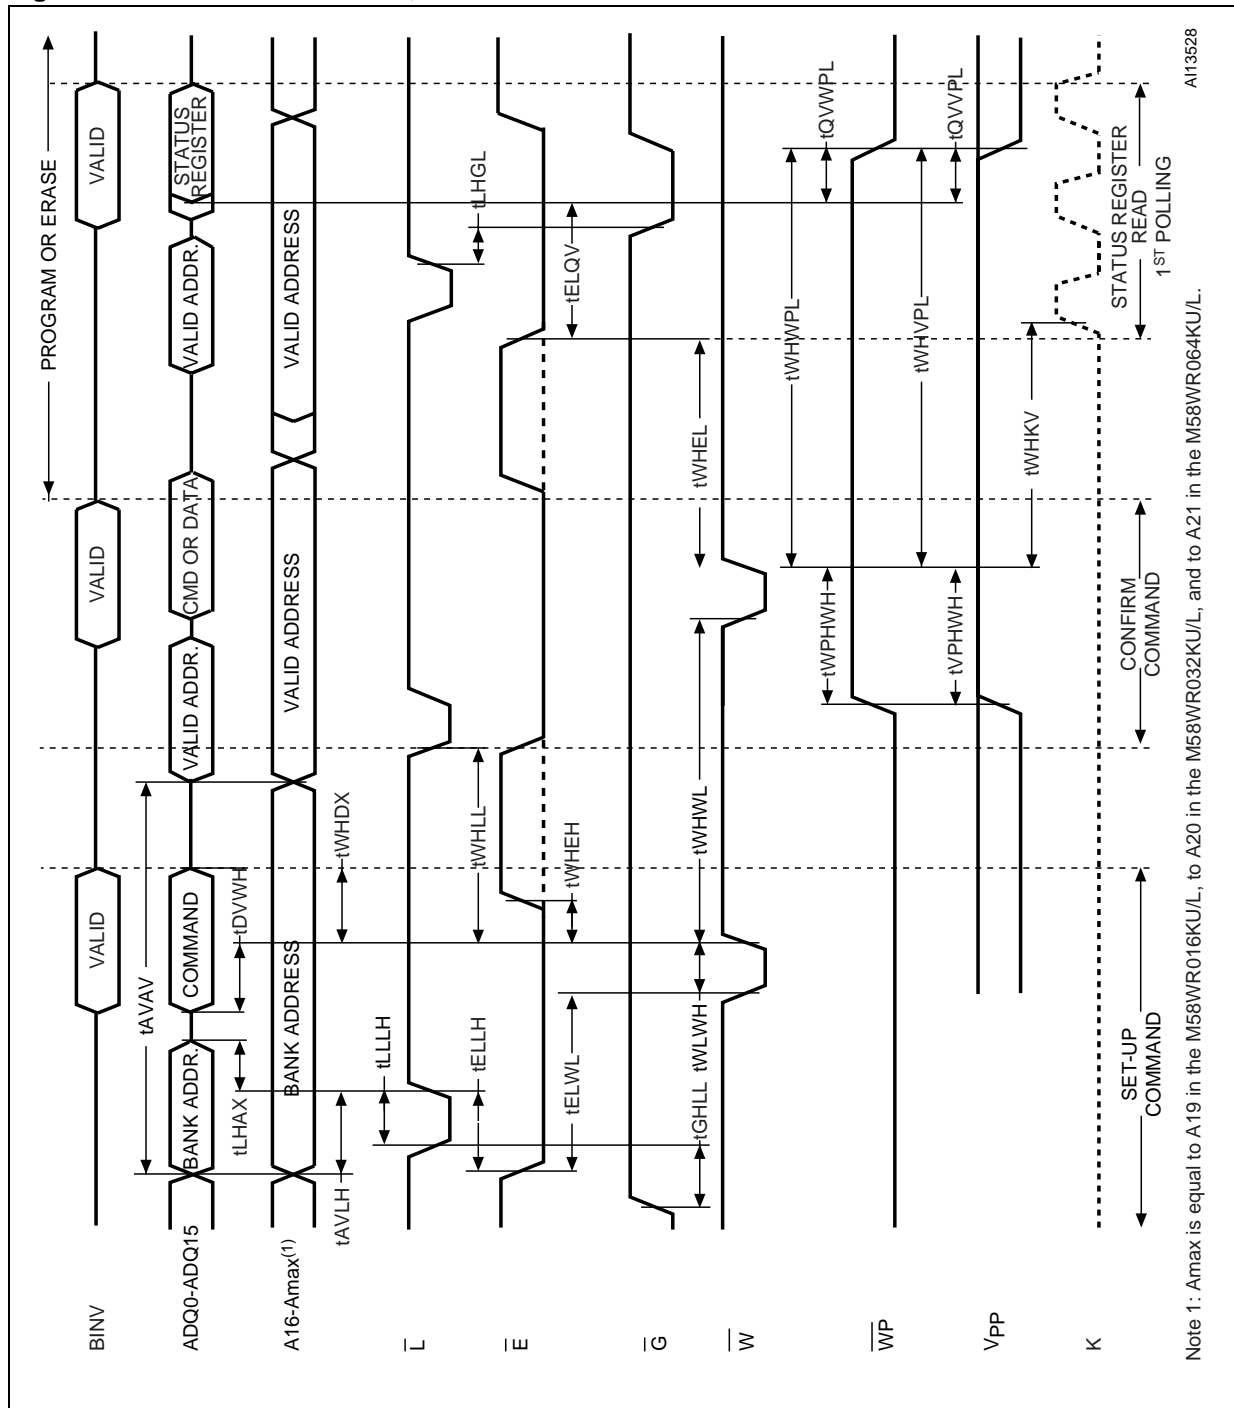 PROGRAM OR ERASE
BINV
VALID
VALID
VALID
tAVAV
ADQ0-ADQ15
BANK ADDR.
COMMAND
VALID ADDR.
CMD OR DATA
VALID ADDR.
STATUS
REGISTER
tLHAX
tDVWH
A16-Amax(1)
BANK ADDRESS
VALID ADDRESS
VALID ADDRESS
tAVLH
tWHDX
tLLLH
L
tELLH
tWHLL
tLHGL
E
tELWL
tWHEH
tELQV
G
tGHLL
tWLWH
tWHWL
tWHEL
W
tWHWPL
tWPHWH
tQVWPL
WP
tWHVPL
tVPHWH
tQVVPL
VPP
tWHKV
K
SET-UP
COMMAND
CONFIRM
COMMAND
STATUS REGISTER
READ
1ST POLLING
AI13528
Note 1: Amax is equal to A19 in the M58WR016KU/L, to A20 in the M58WR032KU/L, and to A21 in the M58WR064KU/L.